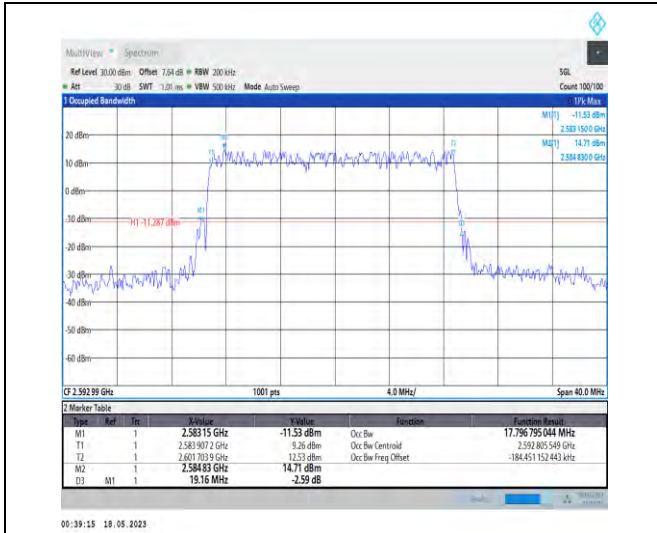 MultiView Spectrum
Ref Level 30.00 dBm Offset 7.64 dB RBW 200 kHz SGL
Att 30 dB SWT 1.01 ms VBW 500 kHz Mode Auto Sweep Count 100/100
1 Occupied Bandwidth 1Pk Max
M1[1] -11.53 dBm
2.583 150 0 GHz
M2[1] 14.71 dBm
2.584 830 0 GHz
20 dBm
10 dBm
0 dBm
-10 dBm
H1 -11.287 dBm
-20 dBm
-30 dBm
-40 dBm
-50 dBm
-60 dBm
M1
T2
CF 2.592 99 GHz 1001 pts 4.0 MHz/ Span 40.0 MHz
2 Marker Table
Type Ref Trc X-Value Y-Value Function Function Result
M1 1 2.583 15 GHz -11.53 dBm Occ Bw 17.796 795 044 MHz
T1 1 2.583 907 2 GHz 9.26 dBm Occ Bw Centroid 2.592 805 549 GHz
T2 1 2.601 703 9 GHz 12.53 dBm Occ Bw Freq Offset -184.451 152 443 kHz
M2 1 2.584 83 GHz 14.71 dBm
D3 M1 1 19.16 MHz -2.59 dB
00:39:15 18.05.2023